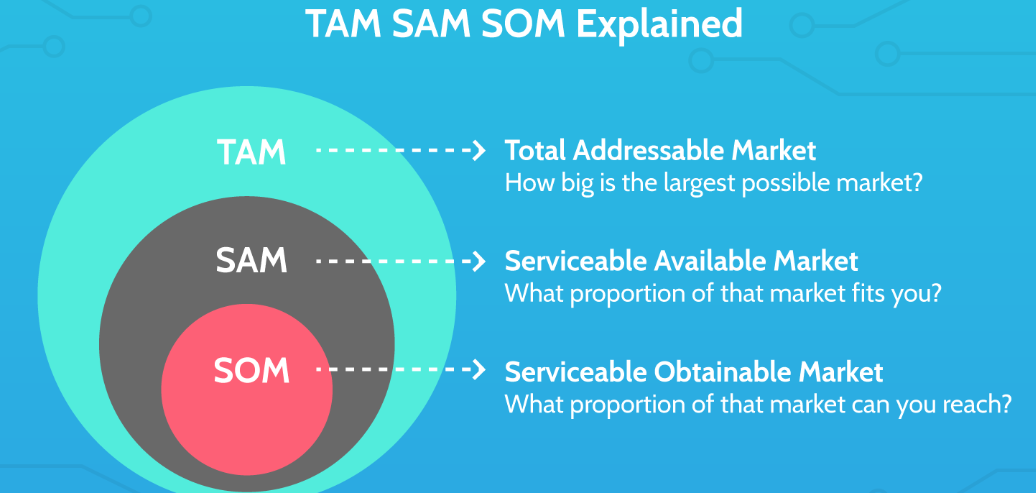 TAM SAM SOM Explained
TAM
Total Addressable Market
How big is the largest possible market?
SAM
Serviceable Available Market
What proportion of that market fits you?
SOM
Serviceable Obtainable Market
What proportion of that market can you reach?